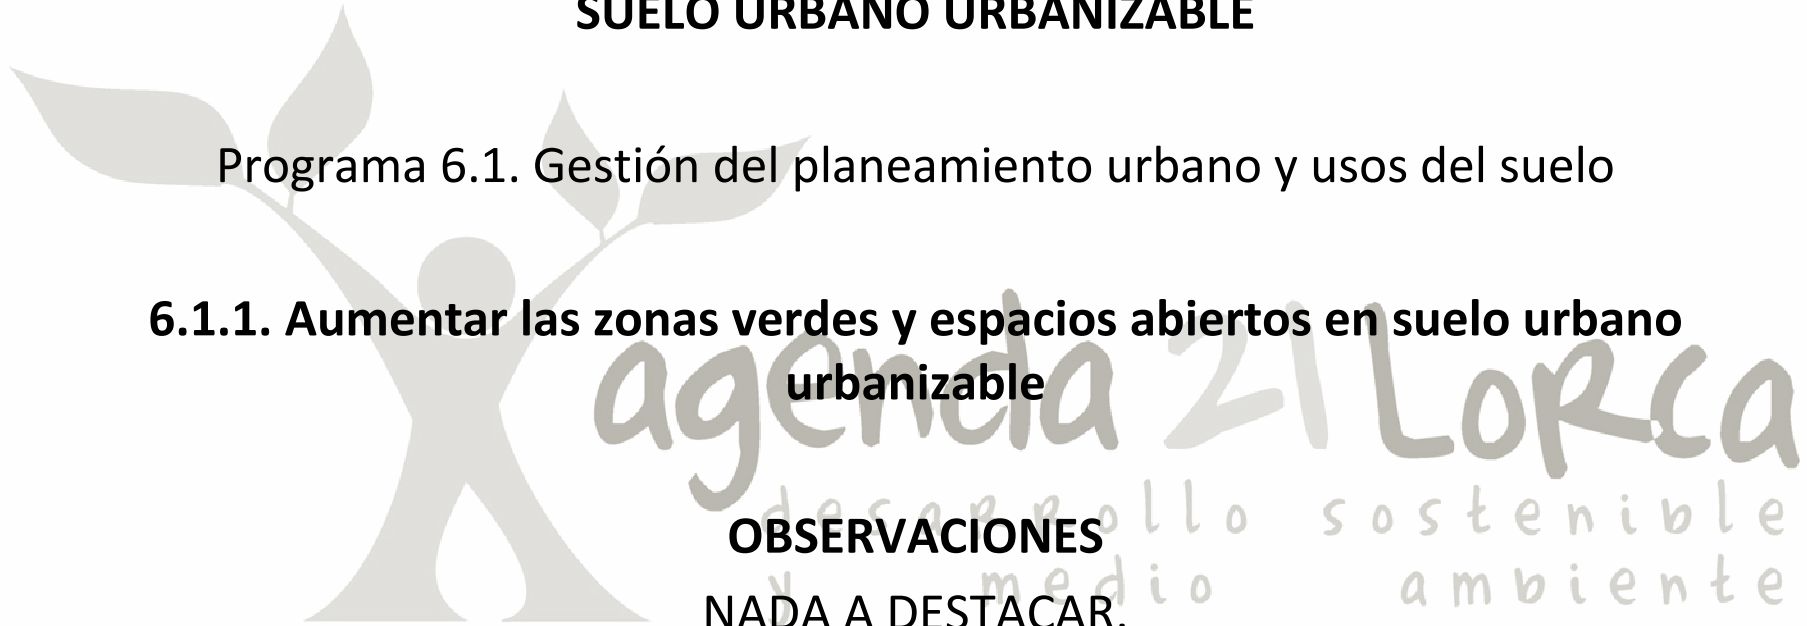 SUELO URBANO URBANIZABLE
Programa 6.1. Gestión del planeamiento urbano y usos del suelo
6.1.1. Aumentar las zonas verdes y espacios abiertos en suelo urbano
urbanizable
agenda 21 Lorca
desarrollo sostenible
OBSERVACIONES
y medio ambiente
NADA A DESTACAR.